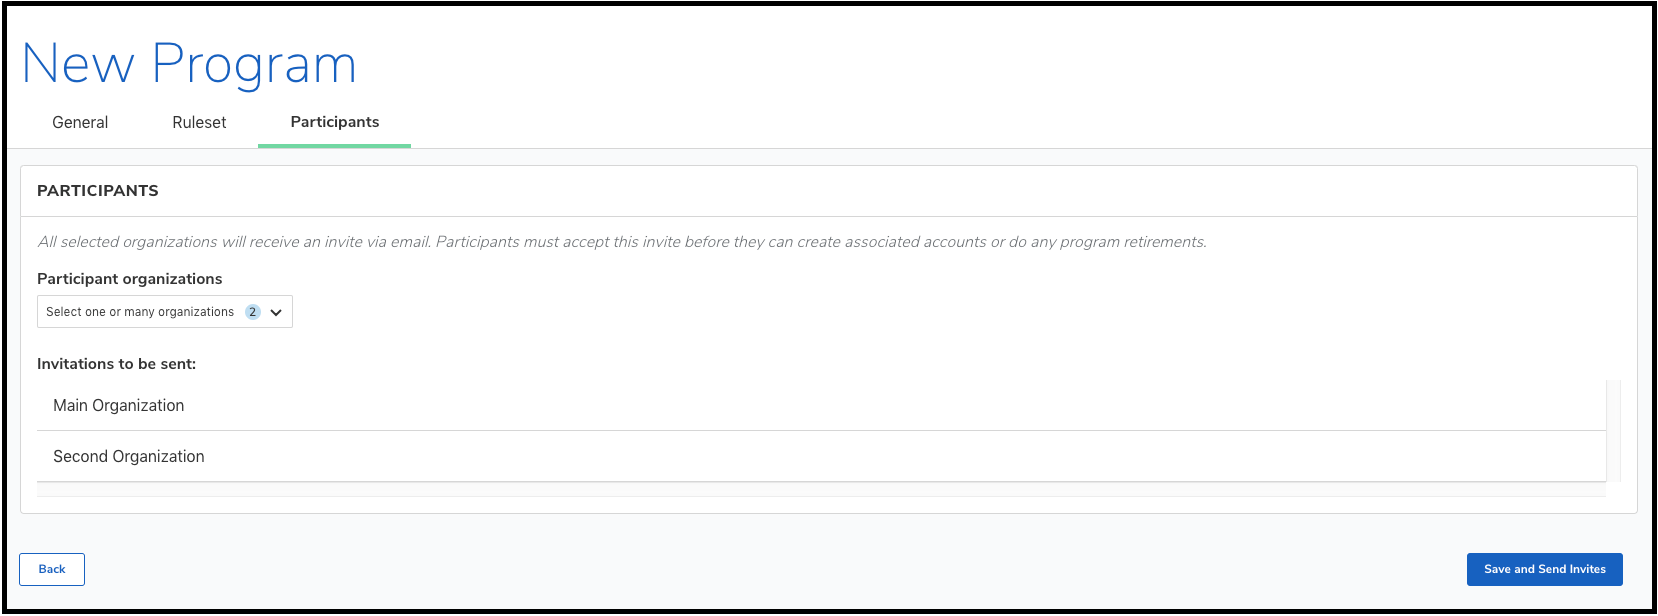 New Program
General Ruleset Participants
PARTICIPANTS
All selected organizations will receive an invite via email. Participants must accept this invite before they can create associated accounts or do any program retirements.
Participant organizations
Select one or many organizations 2
Invitations to be sent:
Main Organization
Second Organization
Back Save and Send Invites